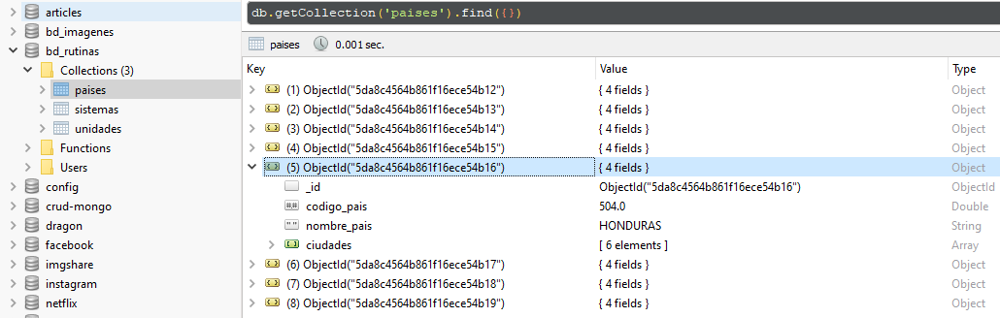 articles
bd_imagenes
bd_rutinas
Collections (3)
paises
sistemas
unidades
Functions
Users
config
crud-mongo
dragon
facebook
imgshare
instagram
netflix
db.getCollection('paises').find({})
paises 0.001 sec.
Key Value Type
(1) ObjectId("5da8c4564b861f16ece54b12") { 4 fields } Object
(2) ObjectId("5da8c4564b861f16ece54b13") { 4 fields } Object
(3) ObjectId("5da8c4564b861f16ece54b14") { 4 fields } Object
(4) ObjectId("5da8c4564b861f16ece54b15") { 4 fields } Object
(5) ObjectId("5da8c4564b861f16ece54b16") { 4 fields } Object
_id ObjectId("5da8c4564b861f16ece54b16") ObjectId
#.# codigo_pais 504.0 Double
" " nombre_pais HONDURAS String
ciudades [ 6 elements ] Array
(6) ObjectId("5da8c4564b861f16ece54b17") { 4 fields } Object
(7) ObjectId("5da8c4564b861f16ece54b18") { 4 fields } Object
(8) ObjectId("5da8c4564b861f16ece54b19") { 4 fields } Object